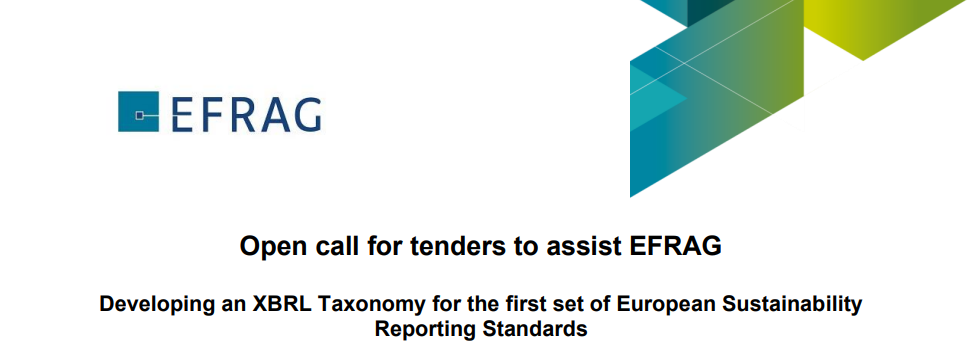 EFRAG
Open call for tenders to assist EFRAG
Developing an XBRL Taxonomy for the first set of European Sustainability
Reporting Standards